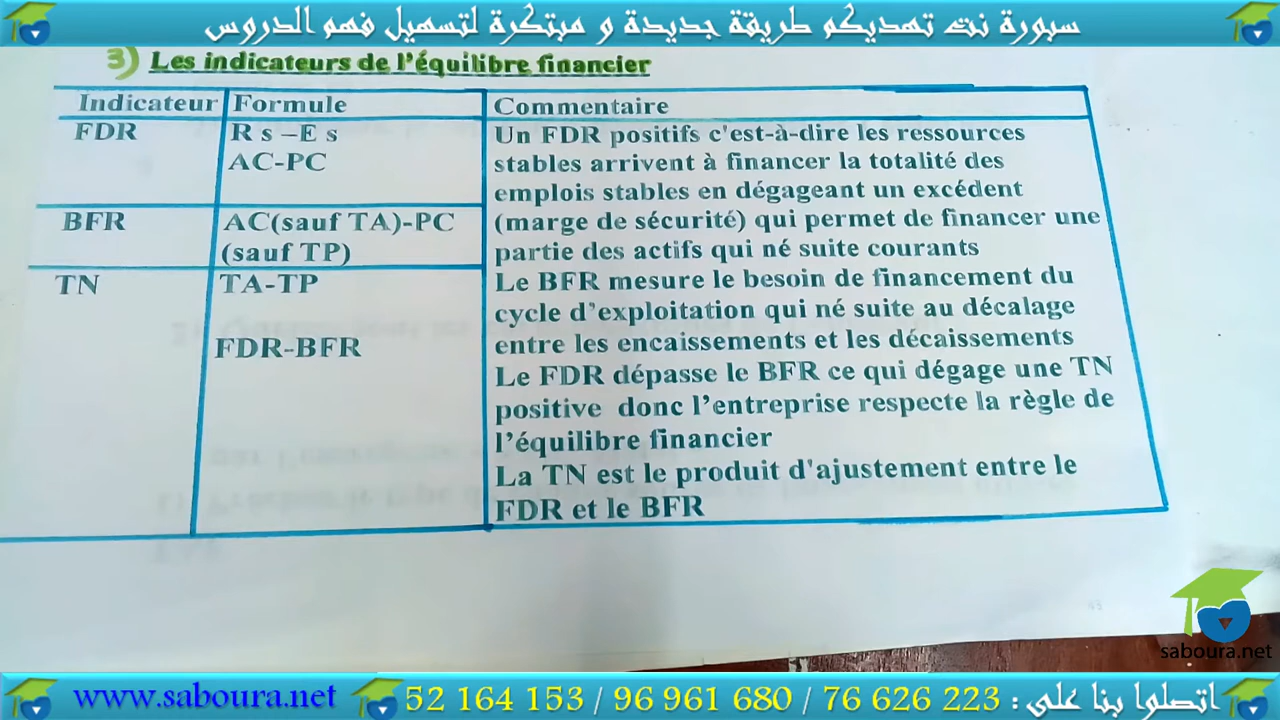 سبورة نت تهديكم طريقة جديدة و مبتكرة لتسهيل فهم الدروس
3) Les indicateurs de l'équilibre financier
Indicateur Formule Commentaire
FDR
R s –E s
AC-PC
BFR
AC(sauf TA)-PC
(sauf TP)
TN
TA-TP
FDR-BFR
Un FDR positifs c'est-à-dire les ressources
stables arrivent à financer la totalité des
emplois stables en dégageant un excédent
(marge de sécurité) qui permet de financer une
partie des actifs qui né suite courants
Le BFR mesure le besoin de financement du
cycle d'exploitation qui né suite au décalage
entre les encaissements et les décaissements
Le FDR dépasse le BFR ce qui dégage une TN
positive donc l'entreprise respecte la règle de
l'équilibre financier
La TN est le produit d'ajustement entre le
FDR et le BFR
saboura.net
www.saboura.net
اتصلوا بنا على : 52 164 153 / 96 961 680 / 76 626 223